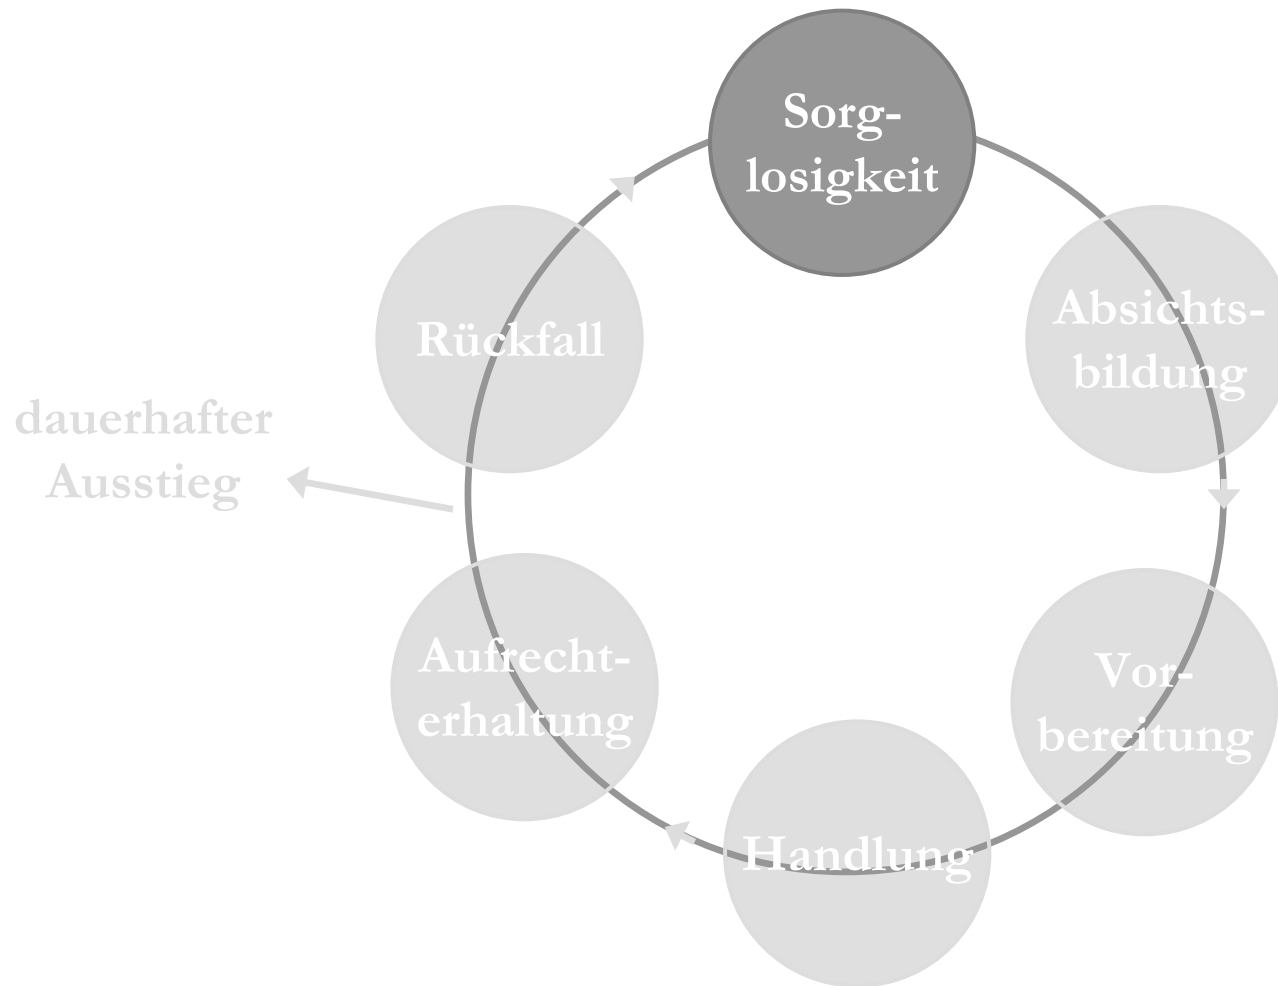 Sorg-
losigkeit
Absichts-
bildung
Vor-
bereitung
Handlung
Aufrecht-
erhaltung
dauerhafter
Ausstieg
Rückfall